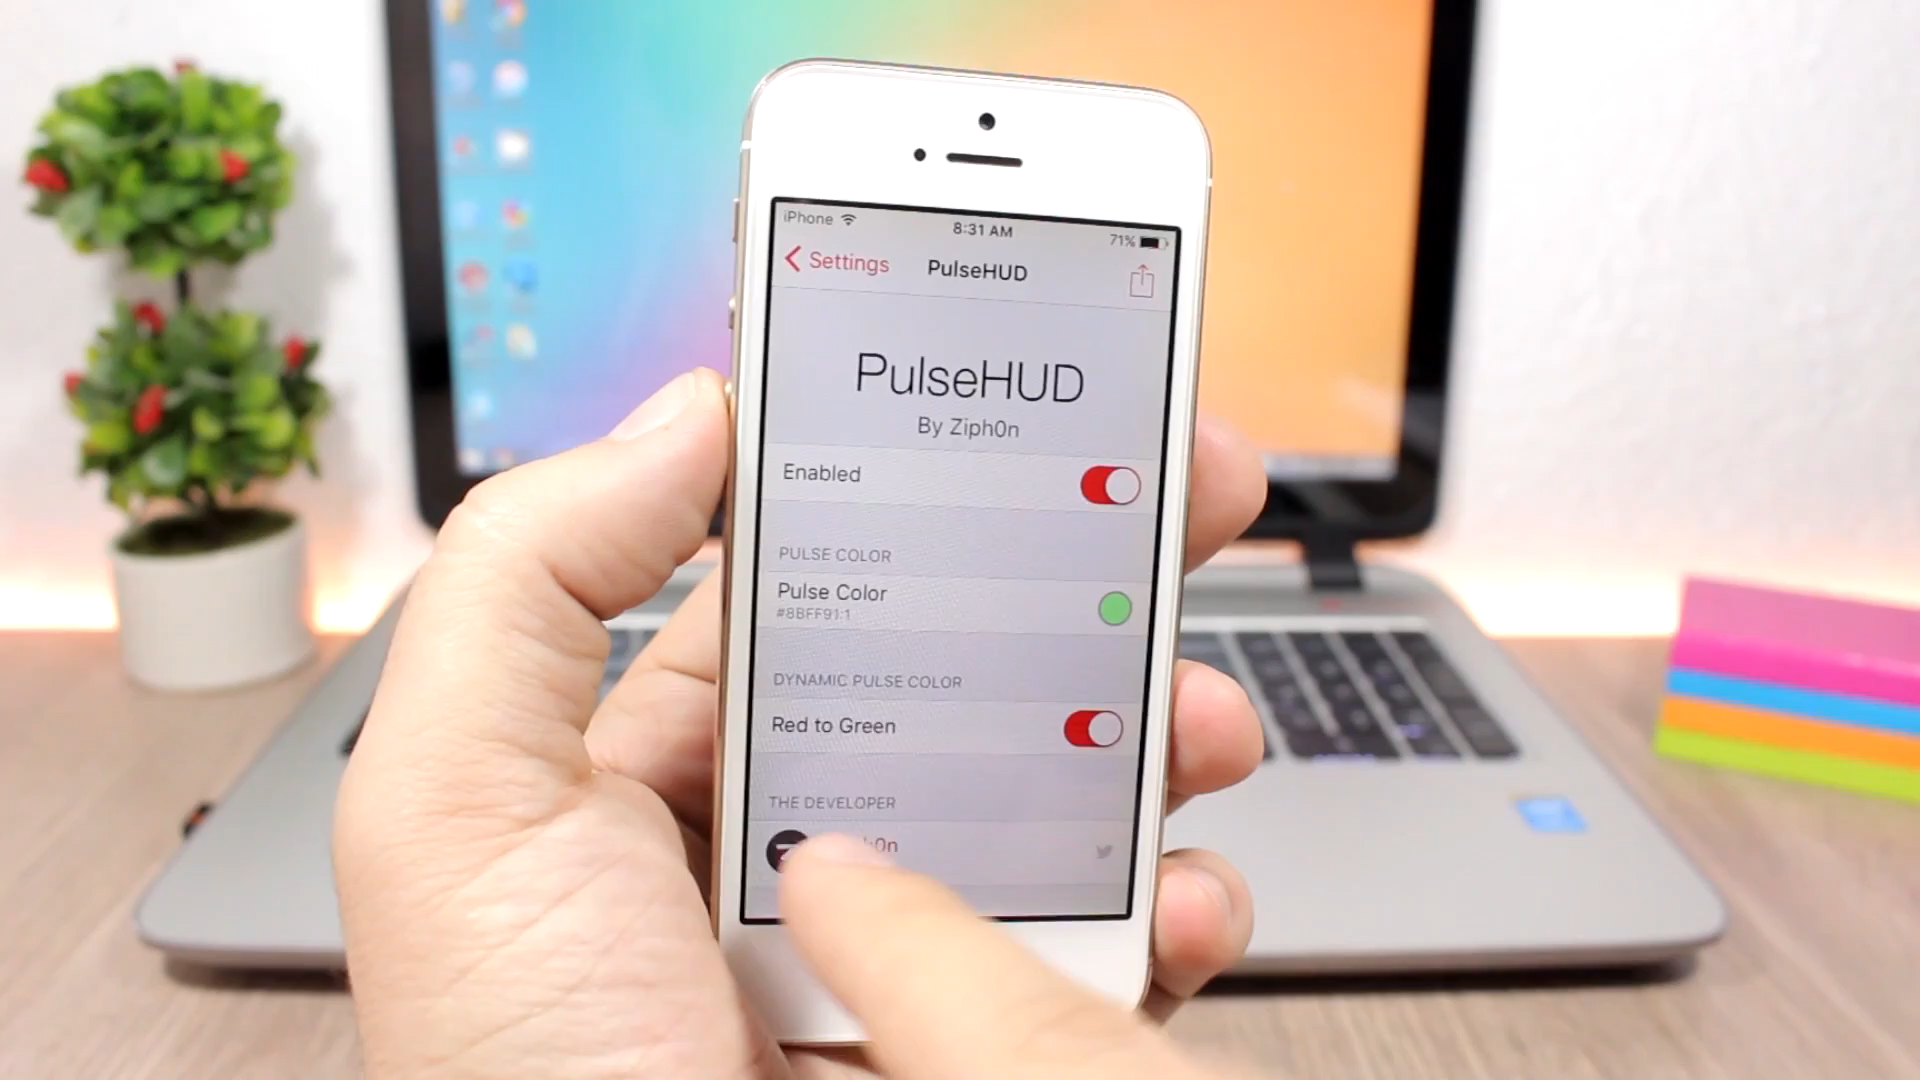 iPhone
8:31 AM
71%
Settings
PulseHUD
PulseHUD
By Ziph0n
Enabled
PULSE COLOR
Pulse Color
#8BFF91:1
DYNAMIC PULSE COLOR
Red to Green
THE DEVELOPER